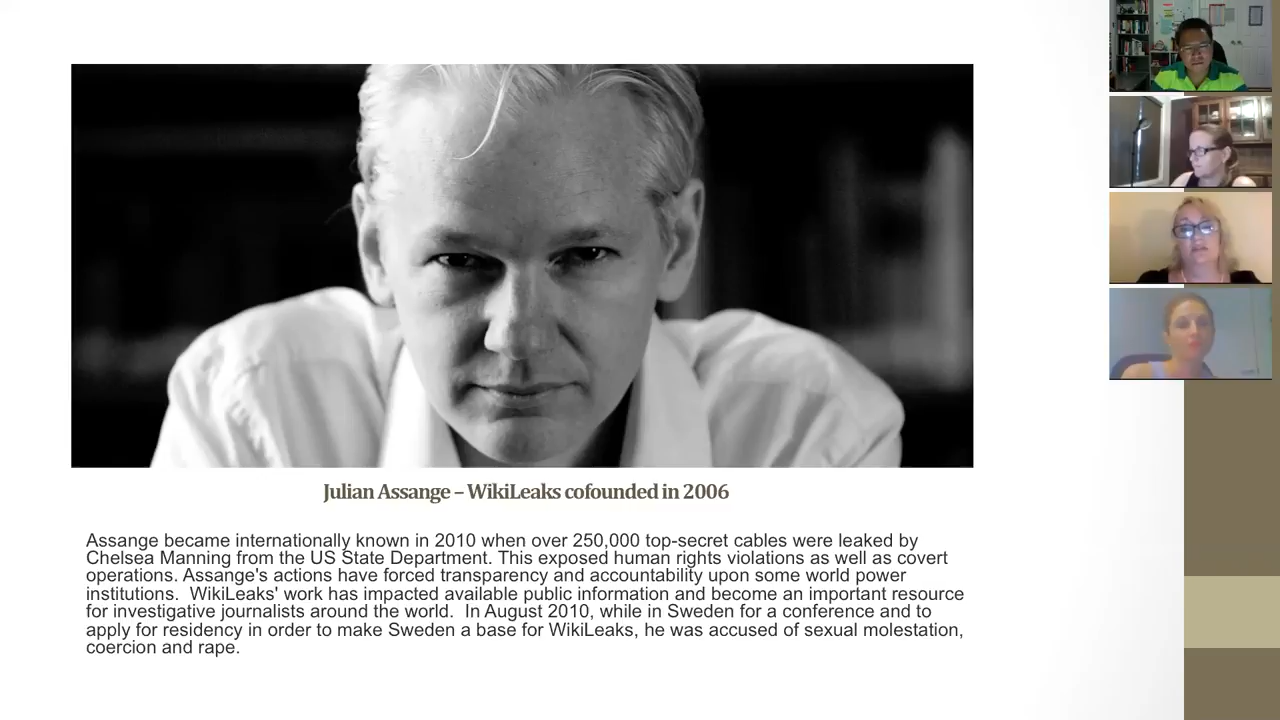 Julian Assange – WikiLeaks cofounded in 2006
Assange became internationally known in 2010 when over 250,000 top-secret cables were leaked by
Chelsea Manning from the US State Department. This exposed human rights violations as well as covert
operations. Assange's actions have forced transparency and accountability upon some world power
institutions.  WikiLeaks' work has impacted available public information and become an important resource
for investigative journalists around the world.  In August 2010, while in Sweden for a conference and to
apply for residency in order to make Sweden a base for WikiLeaks, he was accused of sexual molestation,
coercion and rape.